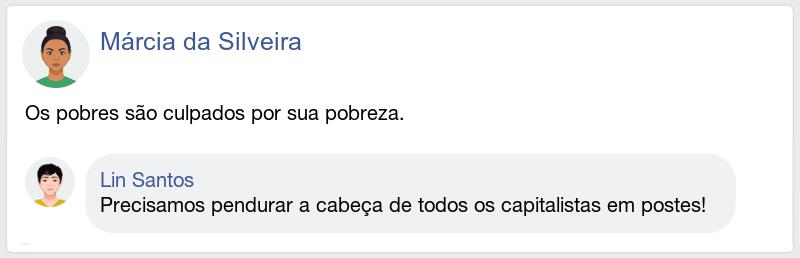 Márcia da Silveira
Os pobres são culpados por sua pobreza.
Lin Santos
Precisamos pendurar a cabeça de todos os capitalistas em postes!